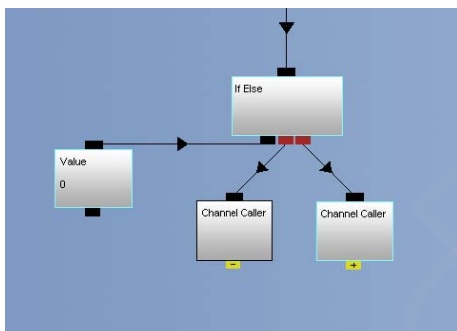 If Else
Value
0
Channel Caller
Channel Caller
-
+